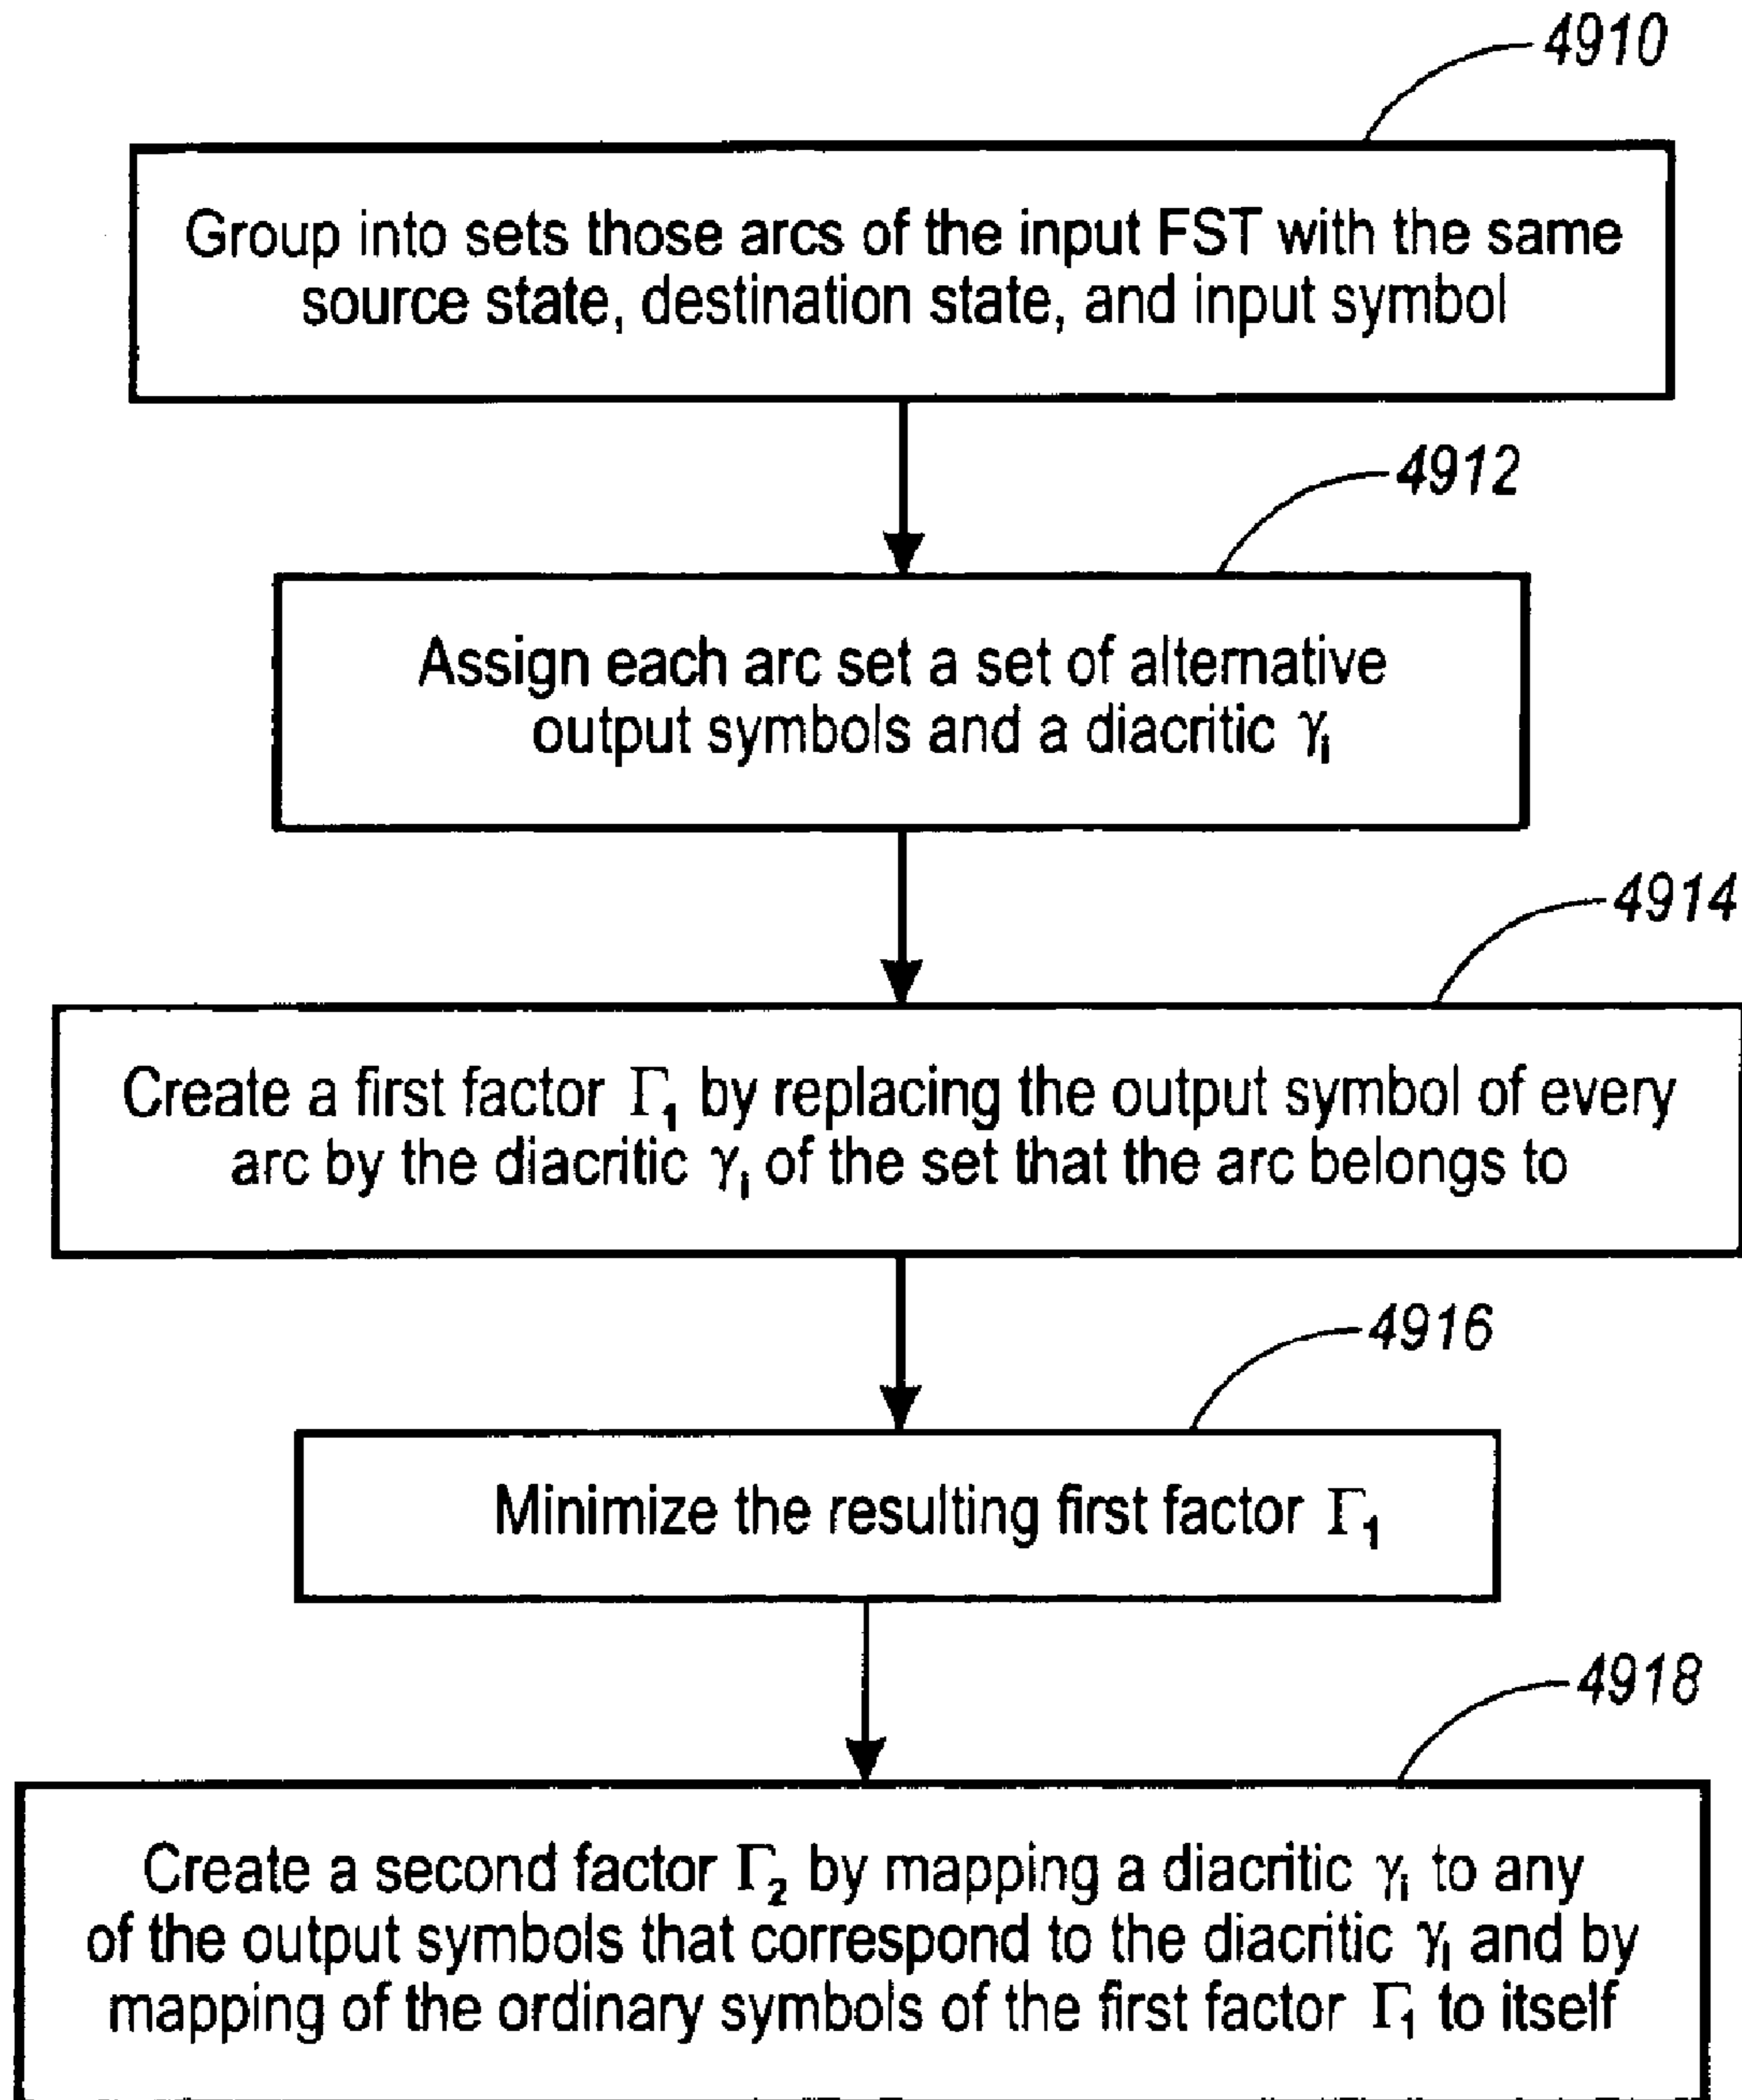 4910
Group into sets those arcs of the input FST with the same
source state, destination state, and input symbol
4912
Assign each arc set a set of alternative
output symbols and a diacritic γi
4914
Create a first factor Γ1 by replacing the output symbol of every
arc by the diacritic γi of the set that the arc belongs to
4916
Minimize the resulting first factor Γ1
4918
Create a second factor Γ2 by mapping a diacritic γi to any
of the output symbols that correspond to the diacritic γi and by
mapping of the ordinary symbols of the first factor Γ1 to itself